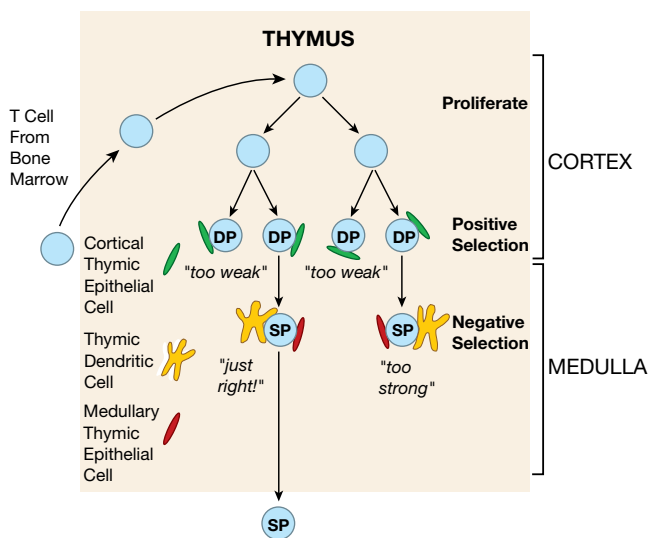 THYMUS
T Cell
From
Bone
Marrow
Proliferate
CORTEX
DP
DP
DP
DP
Positive
Selection
"too weak"
"too weak"
Cortical
Thymic
Epithelial
Cell
SP
SP
Negative
Selection
Thymic
Dendritic
Cell
"just
right!"
"too
strong"
MEDULLA
Medullary
Thymic
Epithelial
Cell
SP